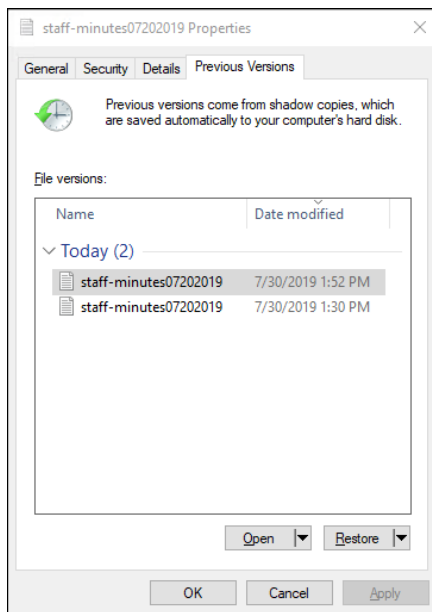 staff-minutes07202019 Properties
General Security Details Previous Versions
Previous versions come from shadow copies, which
are saved automatically to your computer's hard disk.
File versions:
Name Date modified
Today (2)
staff-minutes07202019 7/30/2019 1:52 PM
staff-minutes07202019 7/30/2019 1:30 PM
Open Restore
OK Cancel Apply